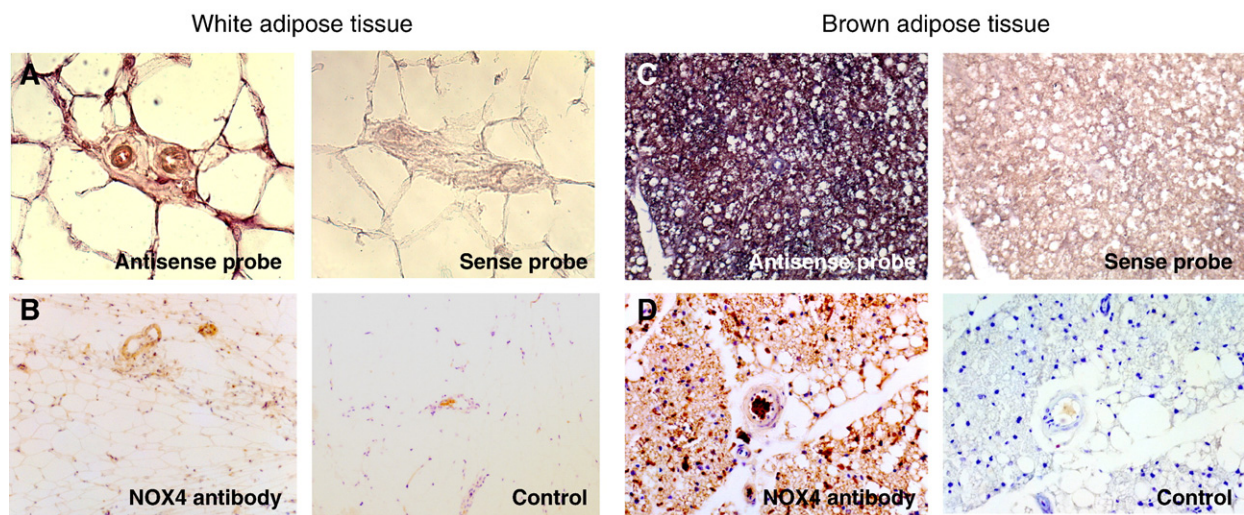 White adipose tissue
Brown adipose tissue
A
Antisense probe
Sense probe
C
Antisense probe
Sense probe
B
NOX4 antibody
Control
D
NOX4 antibody
Control